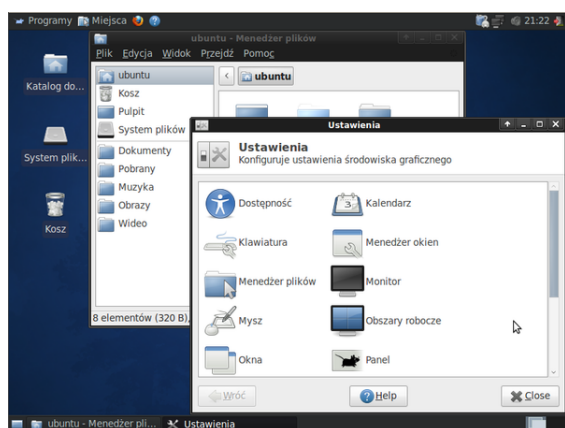 Programy Miejsca 21:22
ubuntu - Menedżer plików
Plik Edycja Widok Przejdź Pomoc
ubuntu
Kosz
Pulpit
System plików
Dokumenty
Pobrany
Muzyka
Obrazy
Wideo
ubuntu
8 elementów (320 B),
Katalog do...
System plik...
Kosz
Ustawienia
Ustawienia
Konfiguruje ustawienia środowiska graficznego
Dostępność Kalendarz
Klawiatura Menedżer okien
Menedżer plików Monitor
Mysz Obszary robocze
Okna Panel
Wróć Help Close
ubuntu - Menedżer pli... Ustawienia